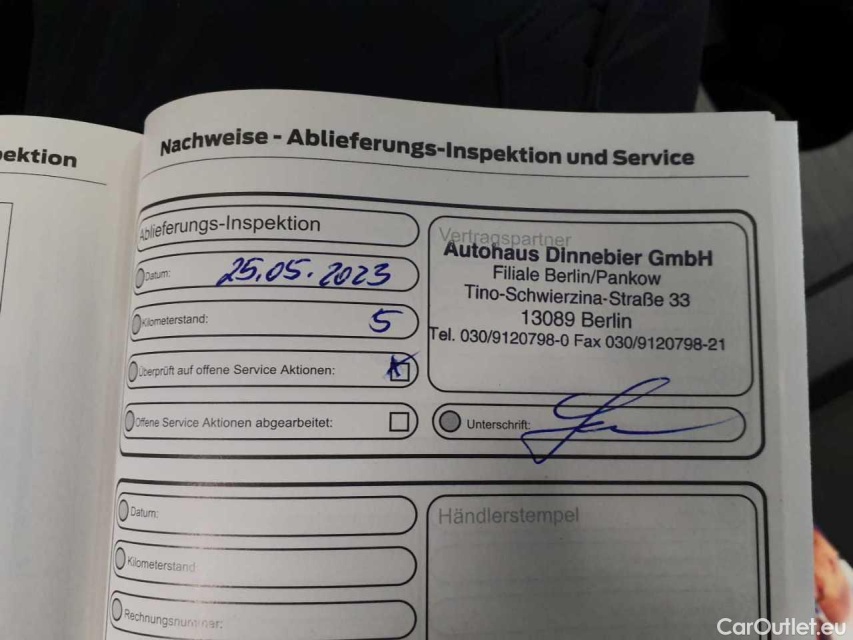 ektion
Nachweise - Ablieferungs-Inspektion und Service
Ablieferungs-Inspektion
Datum: 25.05.2023
Kilometerstand: 5
Überprüft auf offene Service Aktionen:
Offene Service Aktionen abgearbeitet:
Vertragspartner
Autohaus Dinnebier GmbH
Filiale Berlin/Pankow
Tino-Schwierzina-Straße 33
13089 Berlin
Tel. 030/9120798-0 Fax 030/9120798-21
Unterschrift:
Datum:
Kilometerstand
Rechnungsnummer:
Händlerstempel
CarOutlet.eu